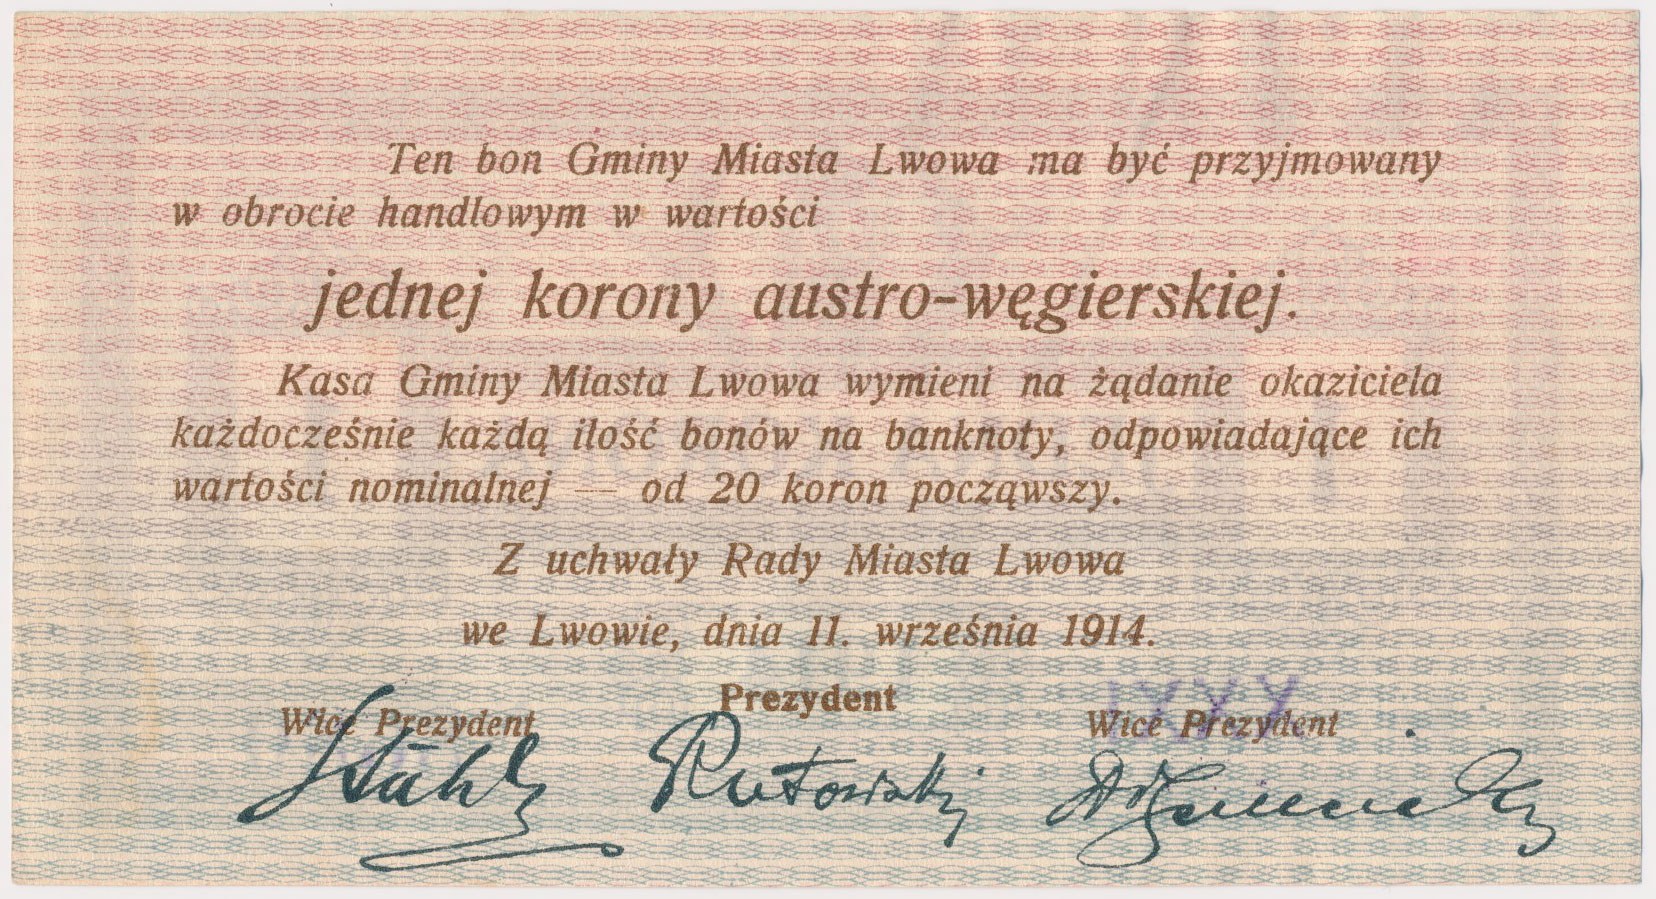 Ten bon Gminy Miasta Lwowa ma być przyjmowany
w obrocie handlowym w wartości
jednej korony austro-węgierskiej.
Kasa Gminy Miasta Lwowa wymieni na żądanie okaziciela
każdocześnie każdą ilość bonów na banknoty, odpowiadające ich
wartości nominalnej — od 20 koron począwszy.
Z uchwały Rady Miasta Lwowa
we Lwowie, dnia 11. września 1914.
Prezydent
Wice Prezydent Wice Prezydent
Stahl Rutowski